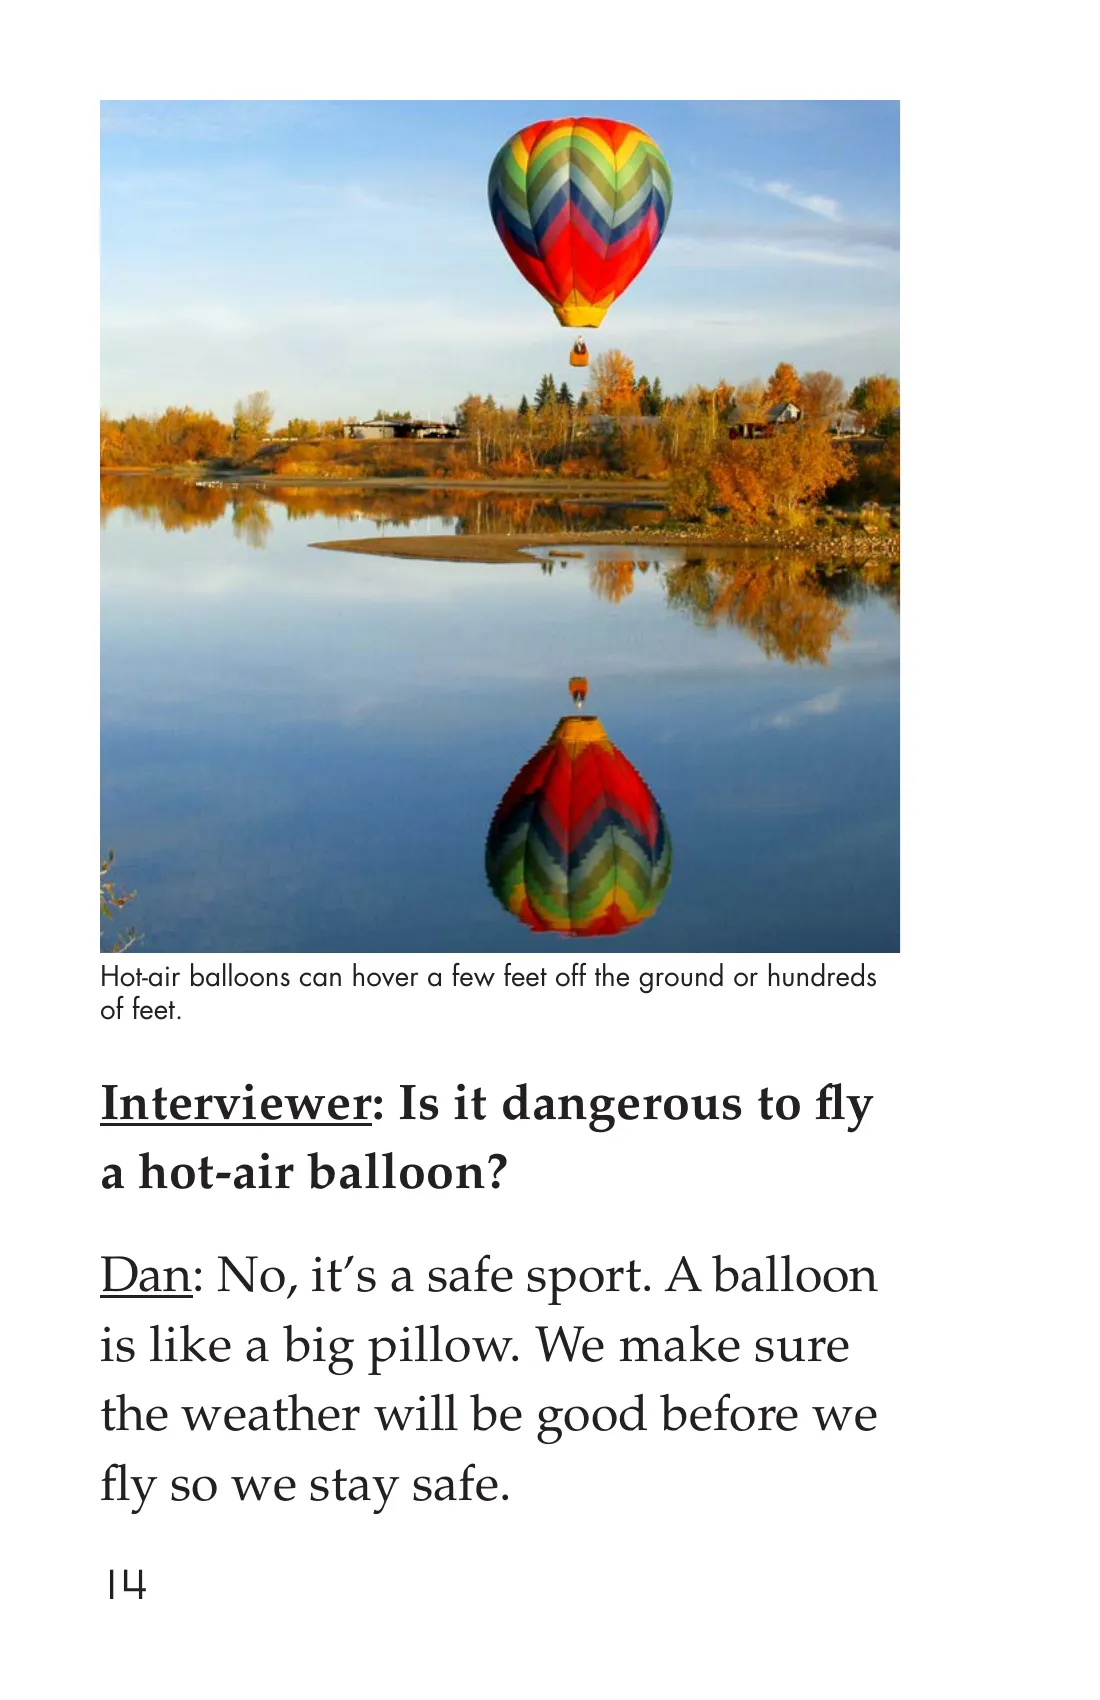 Hot-air balloons can hover a few feet off the ground or hundreds
of feet.
Interviewer: Is it dangerous to fly
a hot-air balloon?
Dan: No, it’s a safe sport. A balloon
is like a big pillow. We make sure
the weather will be good before we
fly so we stay safe.
14